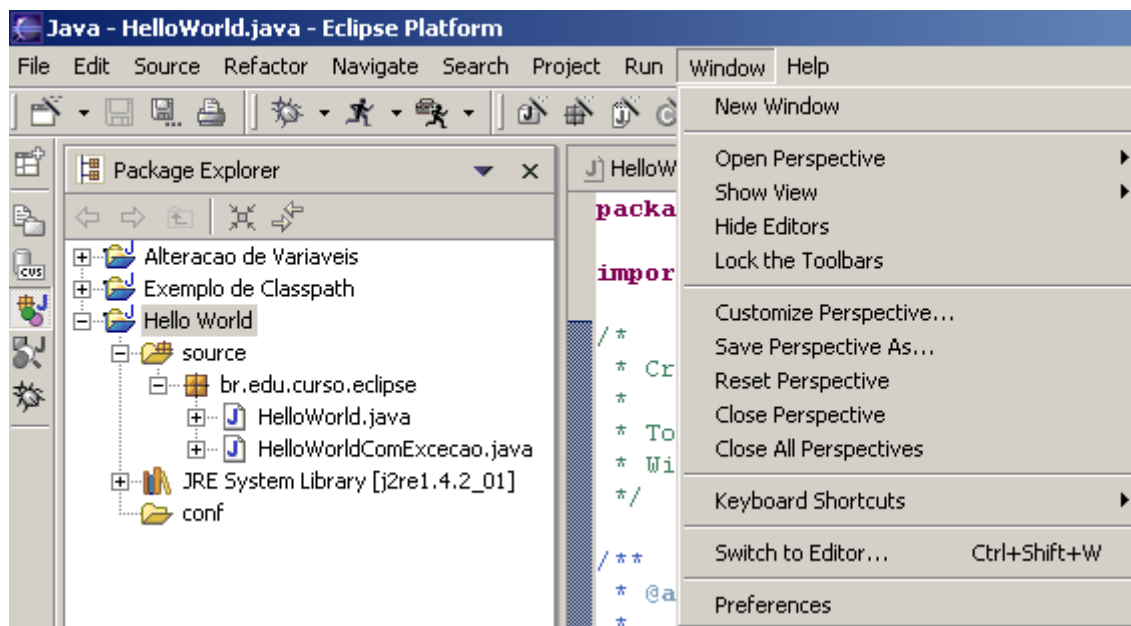 Java - HelloWorld.java - Eclipse Platform
File Edit Source Refactor Navigate Search Project Run Window Help
Package Explorer
Alteracao de Variaveis
Exemplo de Classpath
Hello World
source
br.edu.curso.eclipse
HelloWorld.java
HelloWorldComExcecao.java
JRE System Library [j2re1.4.2_01]
conf
CVS
HelloW
packa
impor
/*
* Cr
*
* To
* Wi
*/
/**
* @a
*
New Window
Open Perspective
Show View
Hide Editors
Lock the Toolbars
Customize Perspective...
Save Perspective As...
Reset Perspective
Close Perspective
Close All Perspectives
Keyboard Shortcuts
Switch to Editor... Ctrl+Shift+W
Preferences